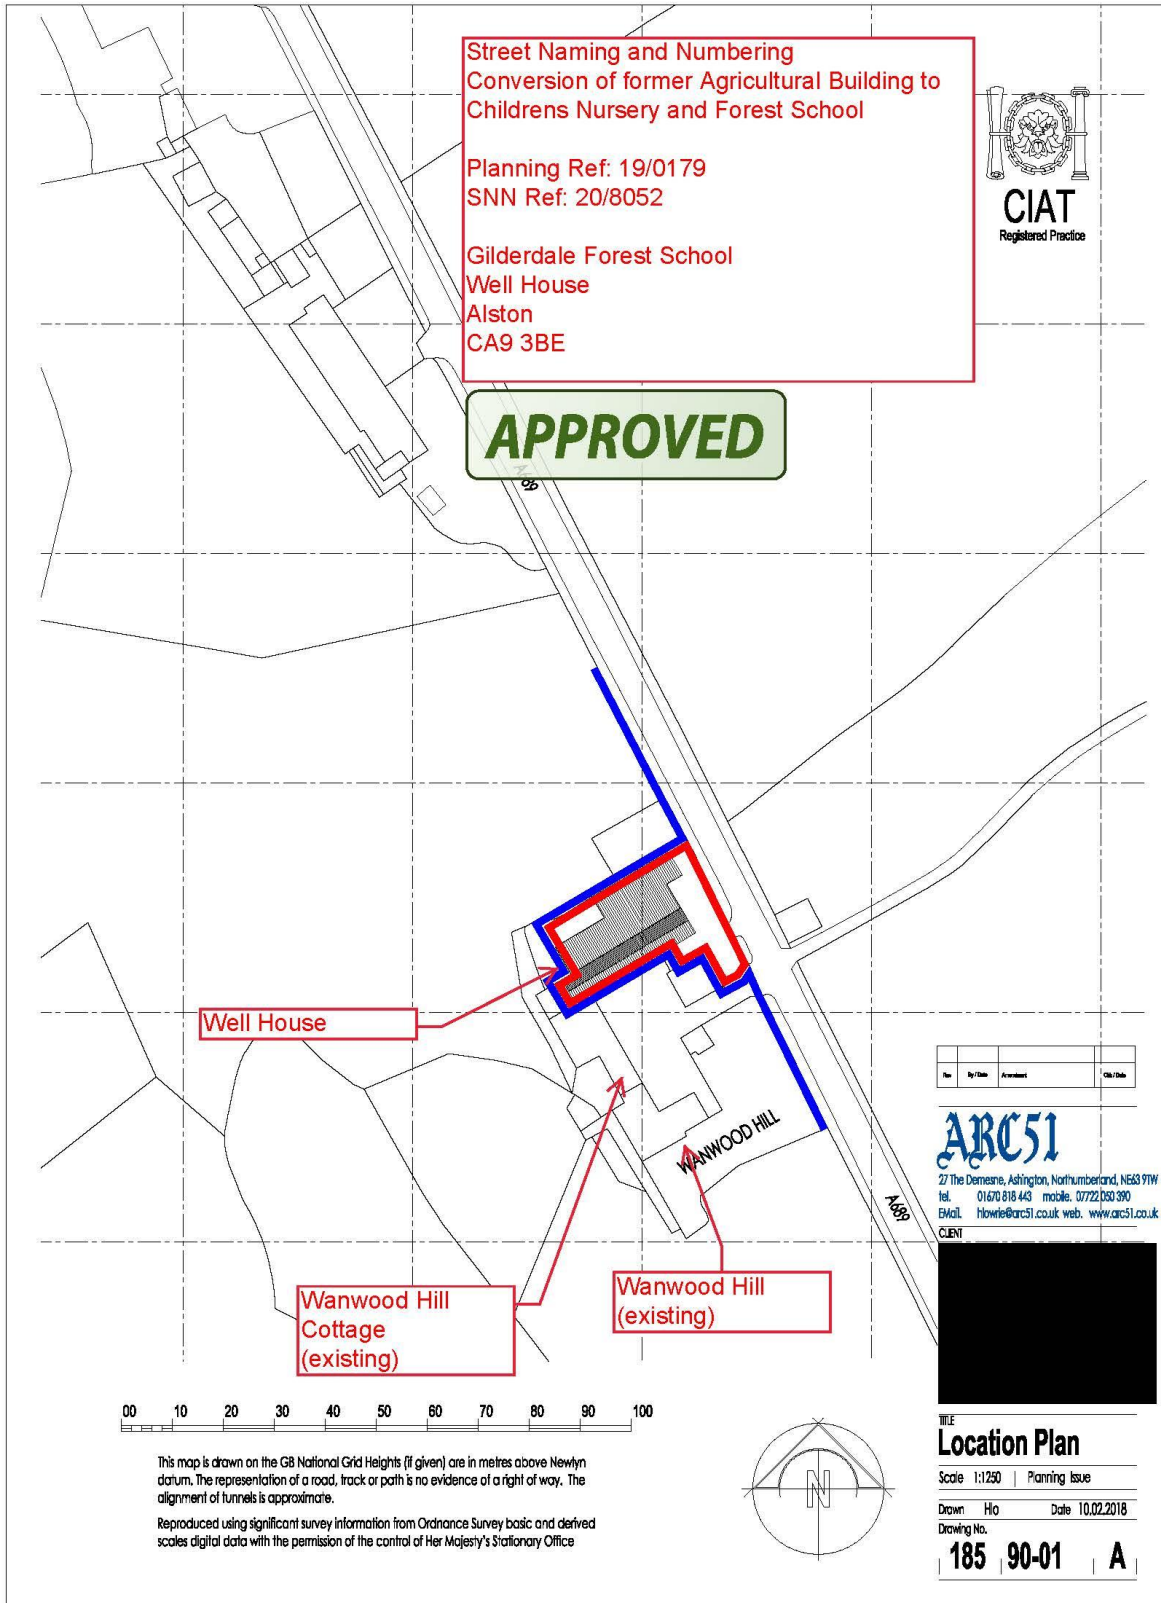 Street Naming and Numbering
Conversion of former Agricultural Building to
Childrens Nursery and Forest School
Planning Ref: 19/0179
SNN Ref: 20/8052
Gilderdale Forest School
Well House
Alston
CA9 3BE
CIAT
Registered Practice
APPROVED
A689
Well House
WANWOOD HILL
A689
Wanwood Hill
Cottage
(existing)
Wanwood Hill
(existing)
Rev By / Date Amendment Chk / Date
ARC51
27 The Demesne, Ashington, Northumberland, NE63 9TW
tel. 01670 818 443 mobile. 07722 050 390
EMail. hlowrie@arc51.co.uk web. www.arc51.co.uk
CLIENT
00 10 20 30 40 50 60 70 80 90 100
This map is drawn on the GB National Grid Heights (if given) are in metres above Newlyn
datum. The representation of a road, track or path is no evidence of a right of way. The
alignment of tunnels is approximate.
Reproduced using significant survey information from Ordnance Survey basic and derived
scales digital data with the permission of the control of Her Majesty's Stationary Office
N
TITLE
Location Plan
Scale 1:1250 | Planning Issue
Drawn Hlo Date 10.02.2018
Drawing No.
185 90-01 A